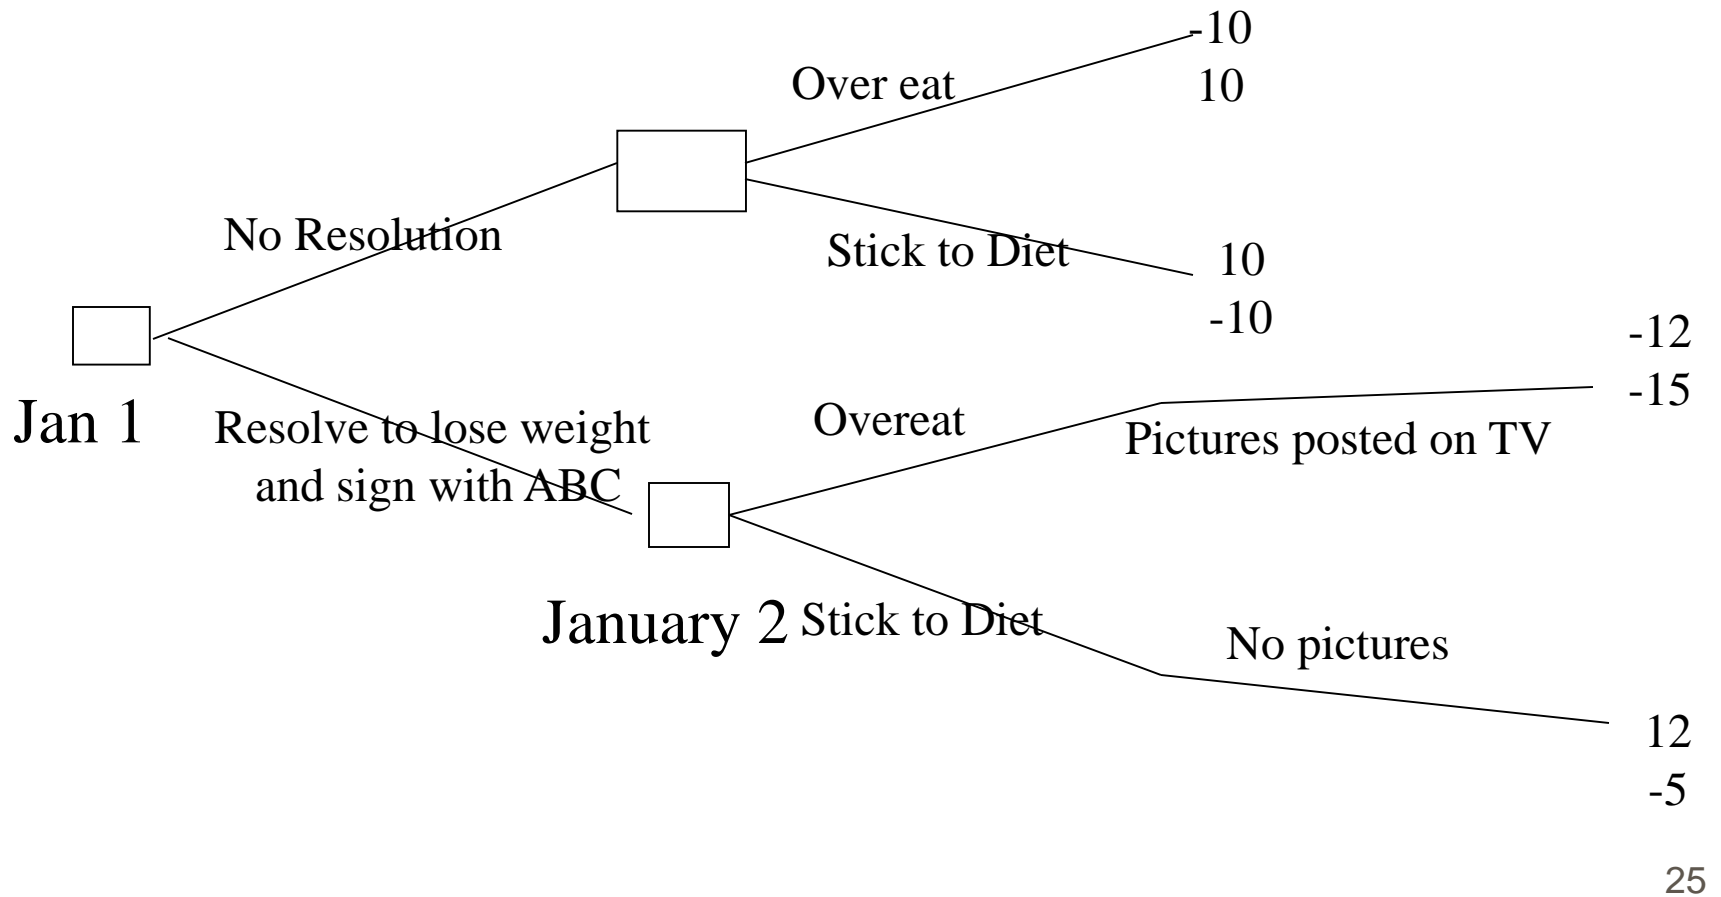 -10
Over eat
10
No Resolution
Stick to Diet
10
-10
-12
-15
Jan 1
Resolve to lose weight
and sign with ABC
Overeat
Pictures posted on TV
January 2
Stick to Diet
No pictures
12
-5
25